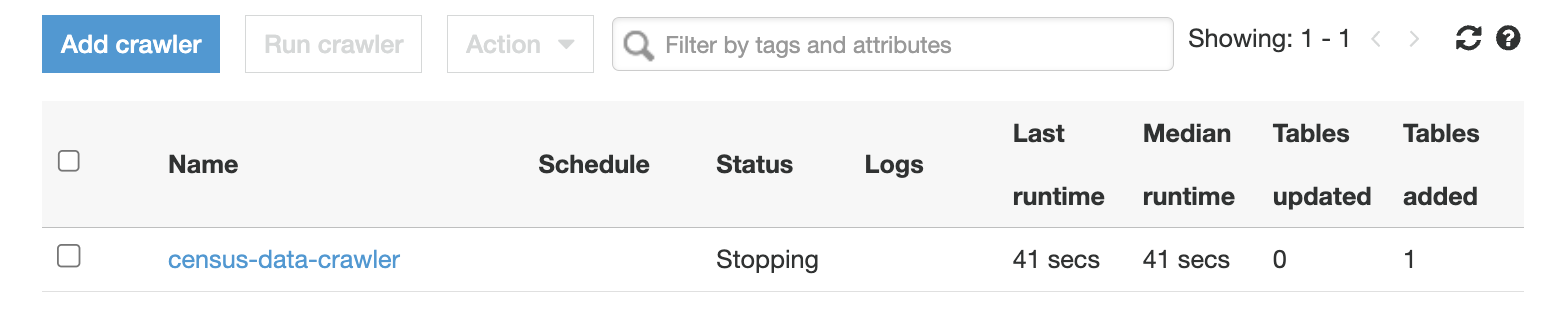 Add crawler Run crawler Action Filter by tags and attributes Showing: 1 - 1
Name Schedule Status Logs Last runtime Median runtime Tables updated Tables added
census-data-crawler Stopping 41 secs 41 secs 0 1